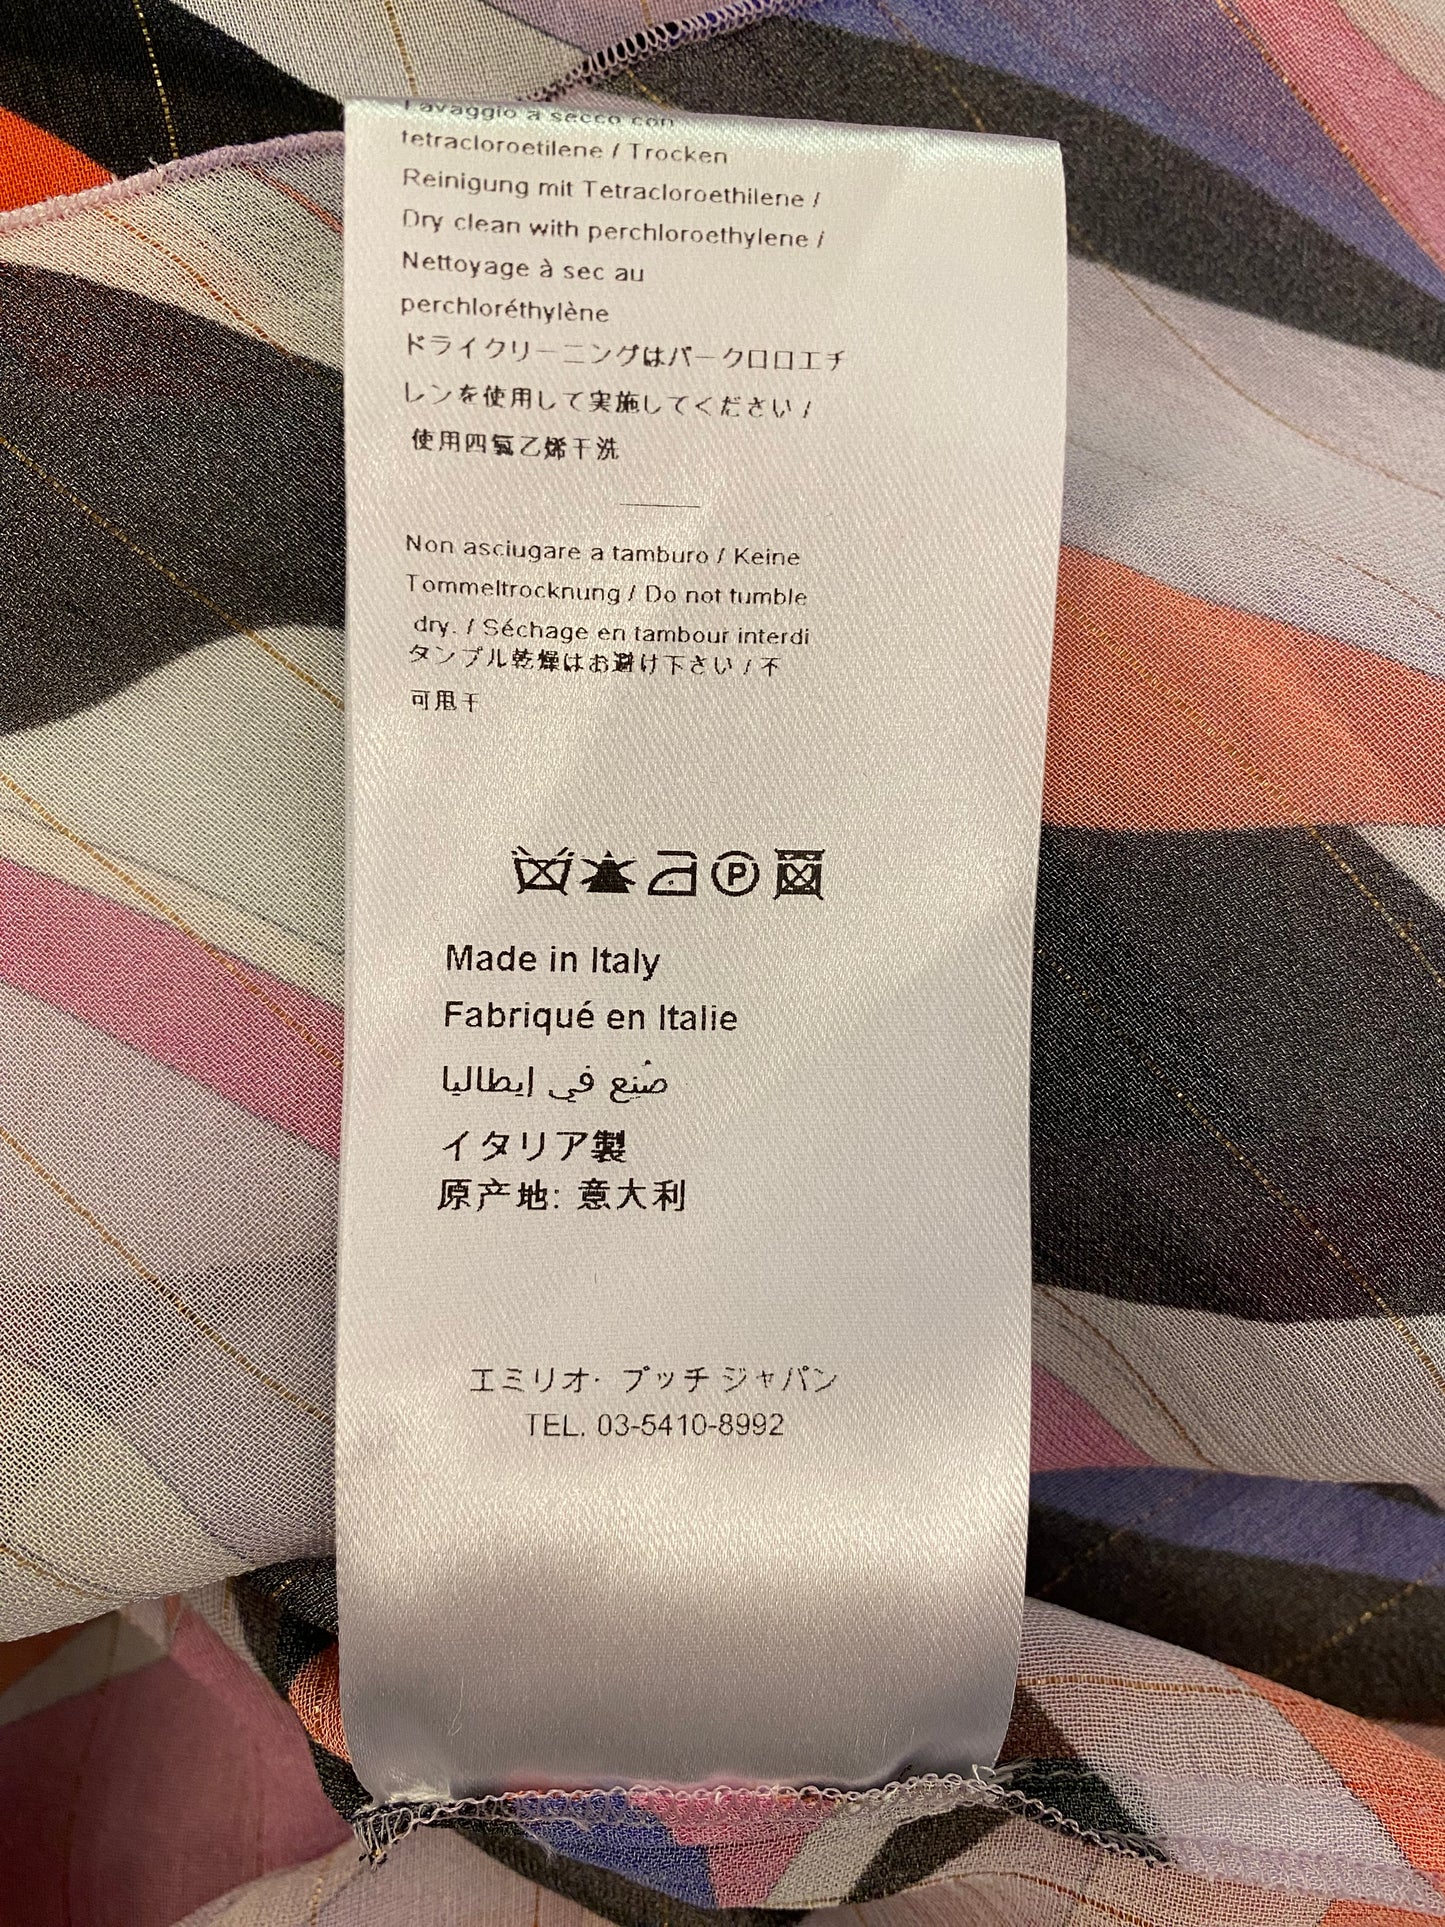 Lavaggio a secco con
tetracloroetilene / Trocken
Reinigung mit Tetracloroethilene /
Dry clean with perchloroethylene /
Nettoyage à sec au
perchloréthylène
ドライクリーニングはパークロロエチ
レンを使用して実施してください /
使用四氯乙烯干洗
Non asciugare a tamburo / Keine
Tommeltrocknung / Do not tumble
dry. / Séchage en tambour interdi
タンブル乾燥はお避け下さい / 不
可甩干
P
Made in Italy
Fabriqué en Italie
صُنِع في إيطاليا
イタリア製
原产地: 意大利
エミリオ・プッチ ジャパン
TEL. 03-5410-8992